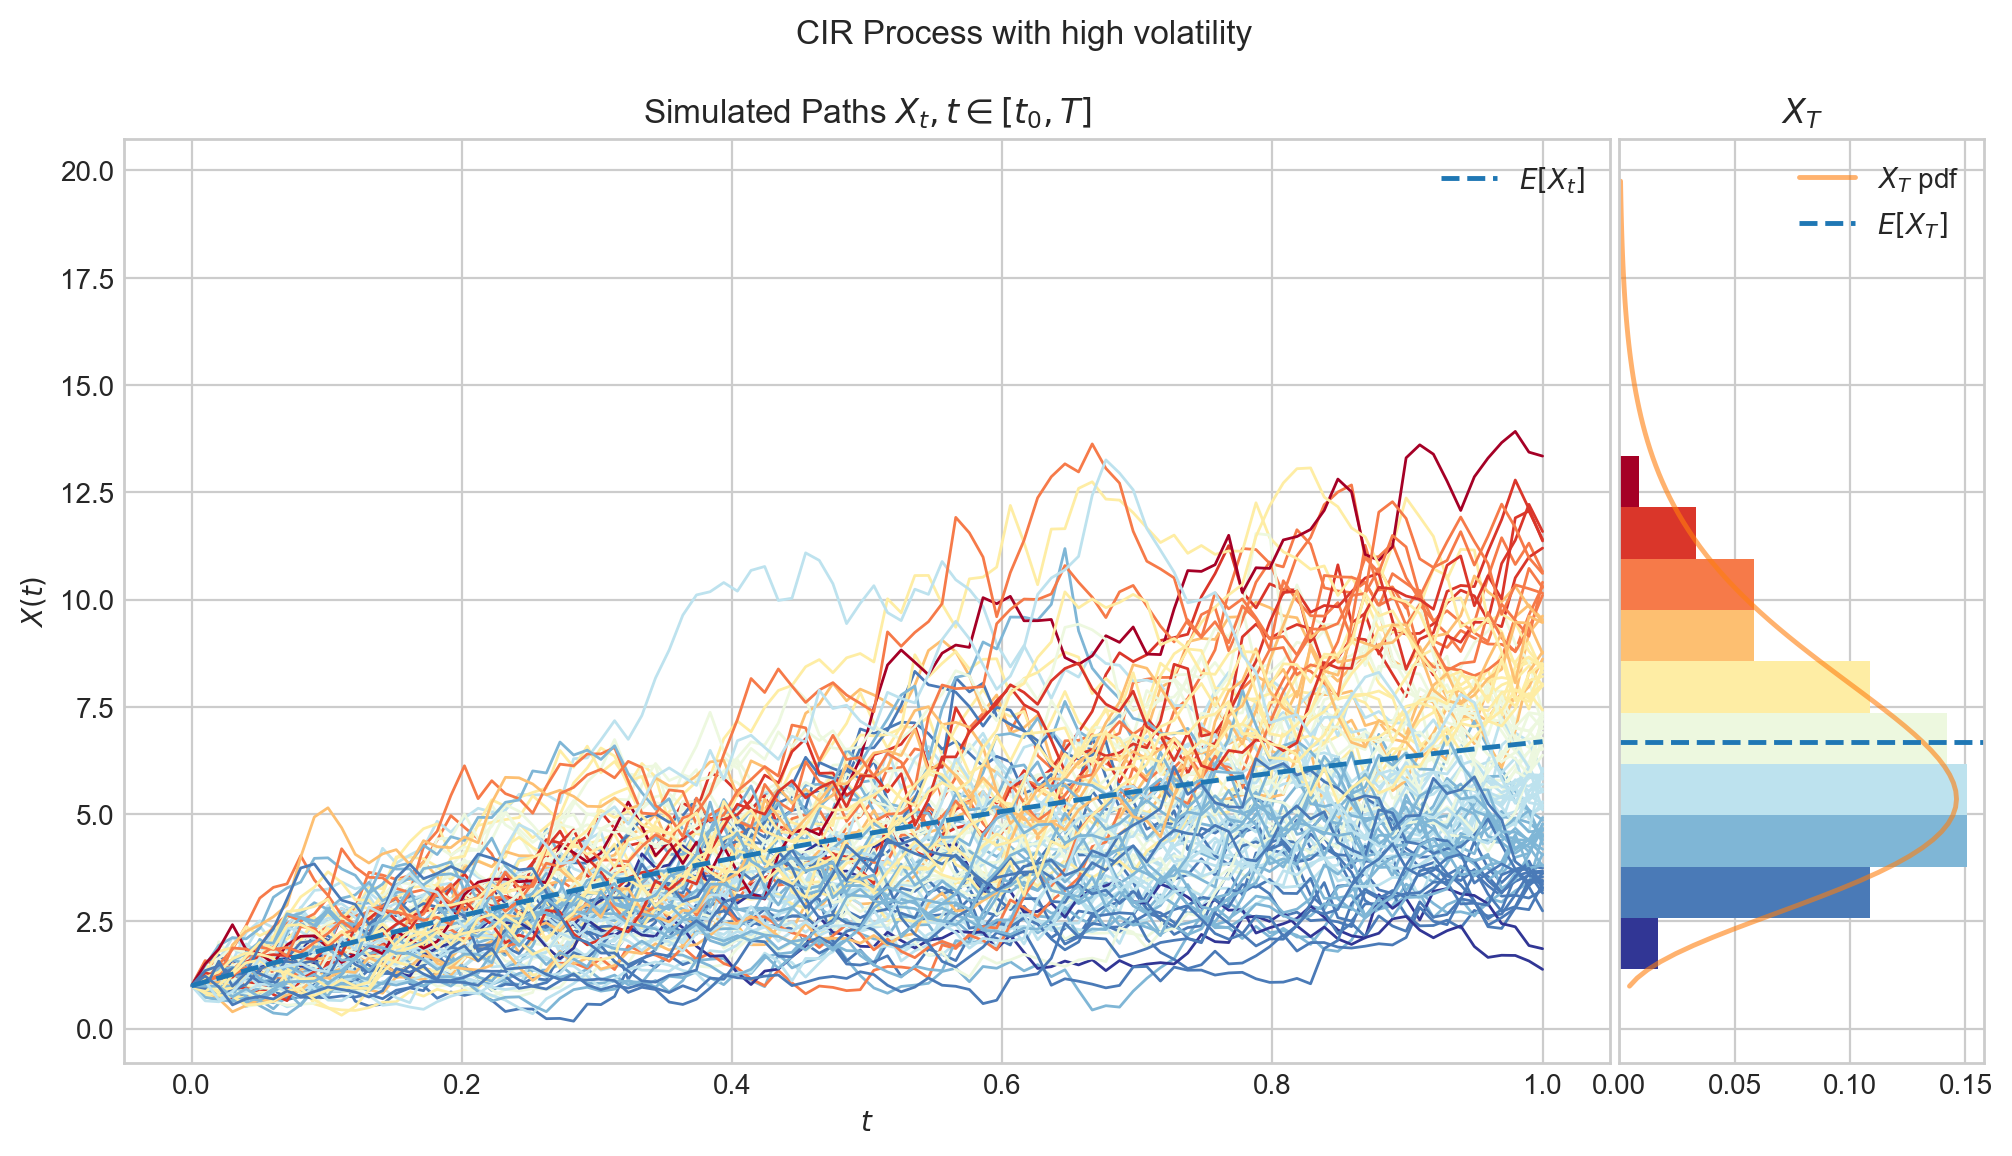 CIR Process with high volatility
Simulated Paths X_t, t ∈ [t_0, T]
X_T
E[X_t]
X_T pdf
E[X_T]
X(t)
20.0
17.5
15.0
12.5
10.0
7.5
5.0
2.5
0.0
0.0 0.2 0.4 0.6 0.8 1.0
0.00 0.05 0.10 0.15
t